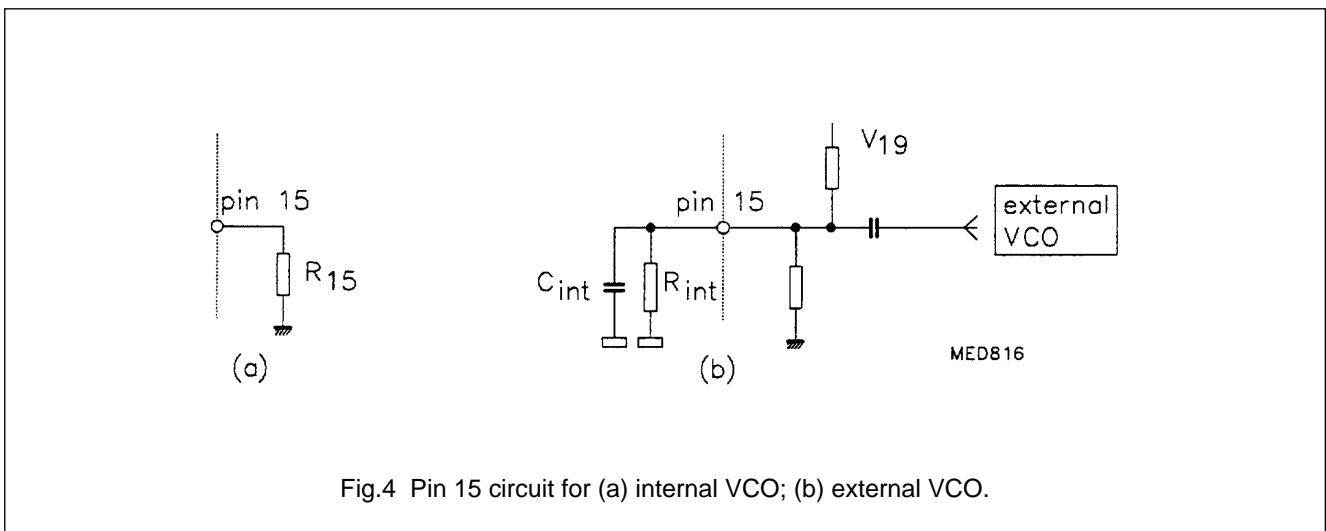 V19
pin 15
R15
(a)
pin 15
Cint
Rint
(b)
external
VCO
MED816
Fig.4 Pin 15 circuit for (a) internal VCO; (b) external VCO.